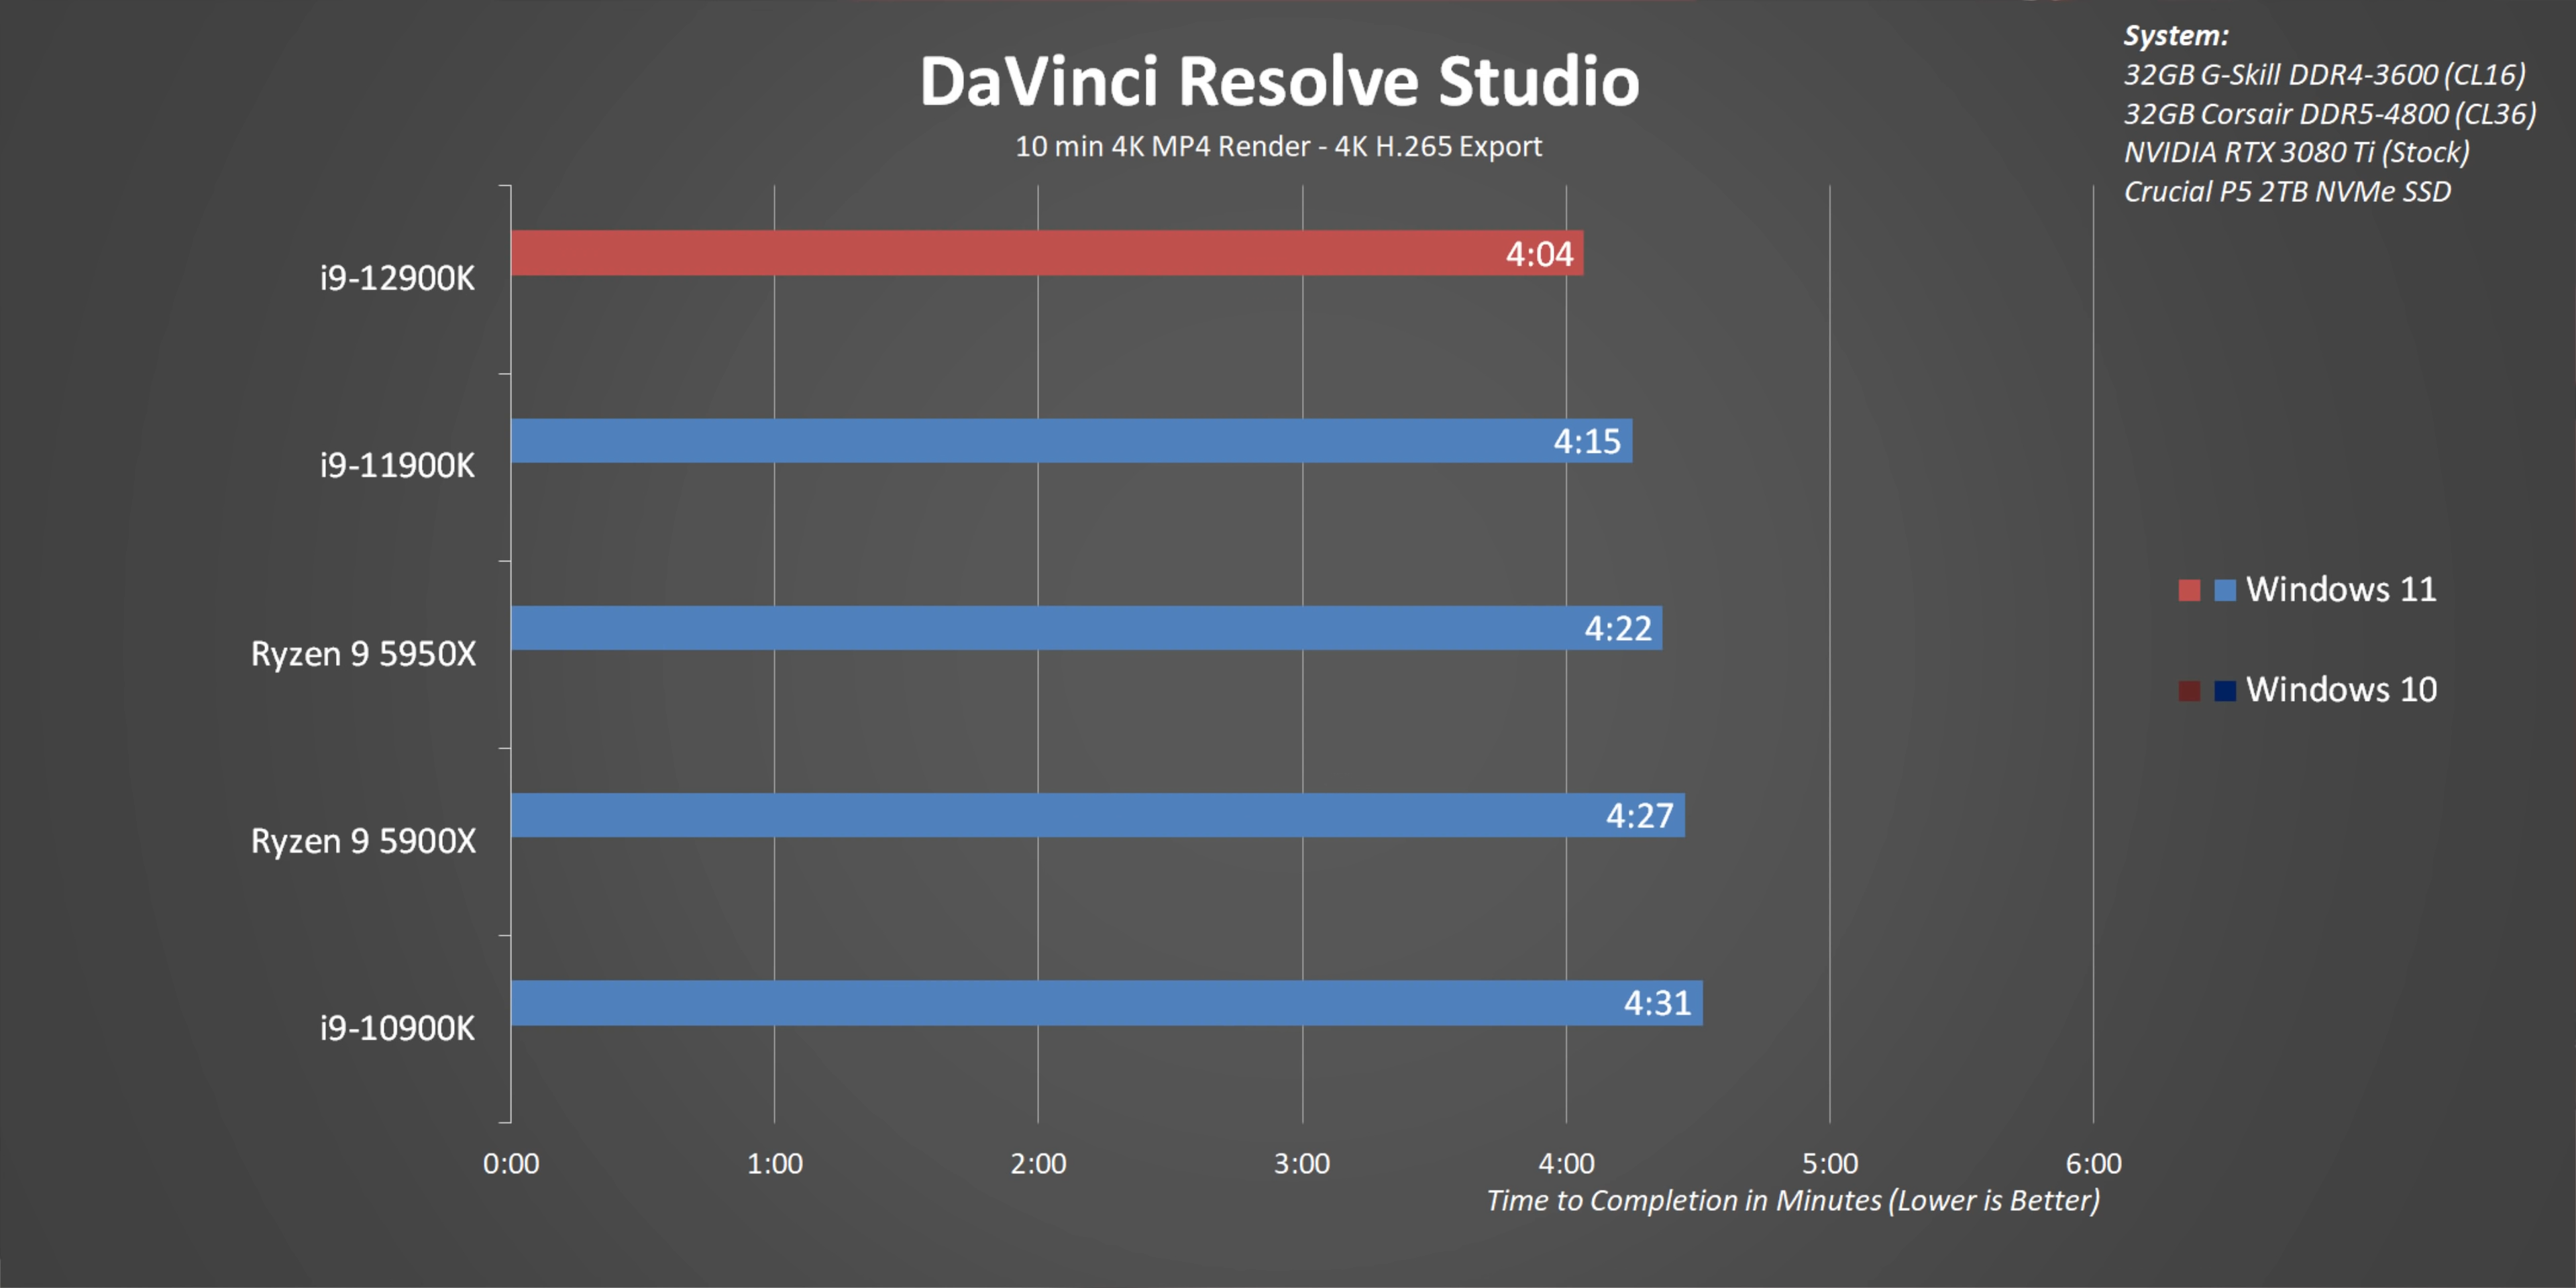 DaVinci Resolve Studio
10 min 4K MP4 Render - 4K H.265 Export
System:
32GB G-Skill DDR4-3600 (CL16)
32GB Corsair DDR5-4800 (CL36)
NVIDIA RTX 3080 Ti (Stock)
Crucial P5 2TB NVMe SSD
i9-12900K
4:04
i9-11900K
4:15
Ryzen 9 5950X
4:22
Ryzen 9 5900X
4:27
i9-10900K
4:31
Windows 11
Windows 10
0:00 1:00 2:00 3:00 4:00 5:00 6:00
Time to Completion in Minutes (Lower is Better)